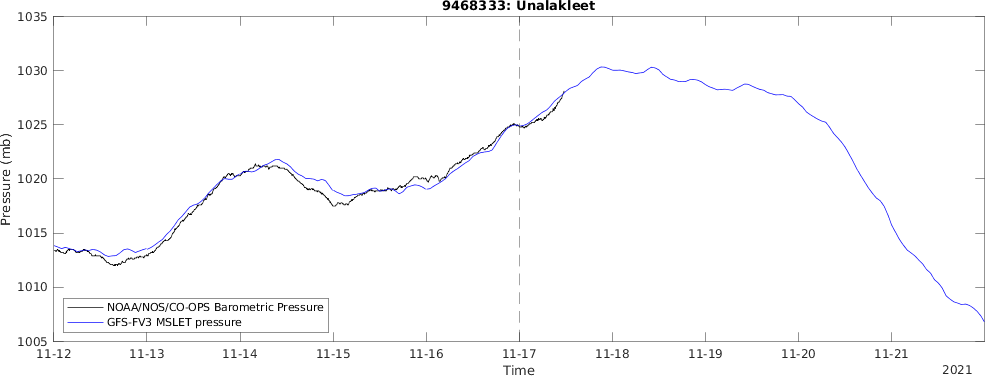 9468333: Unalakleet
1035
1030
1025
1020
1015
1010
1005
Pressure (mb)
NOAA/NOS/CO-OPS Barometric Pressure
GFS-FV3 MSLET pressure
11-12 11-13 11-14 11-15 11-16 11-17 11-18 11-19 11-20 11-21
Time
2021